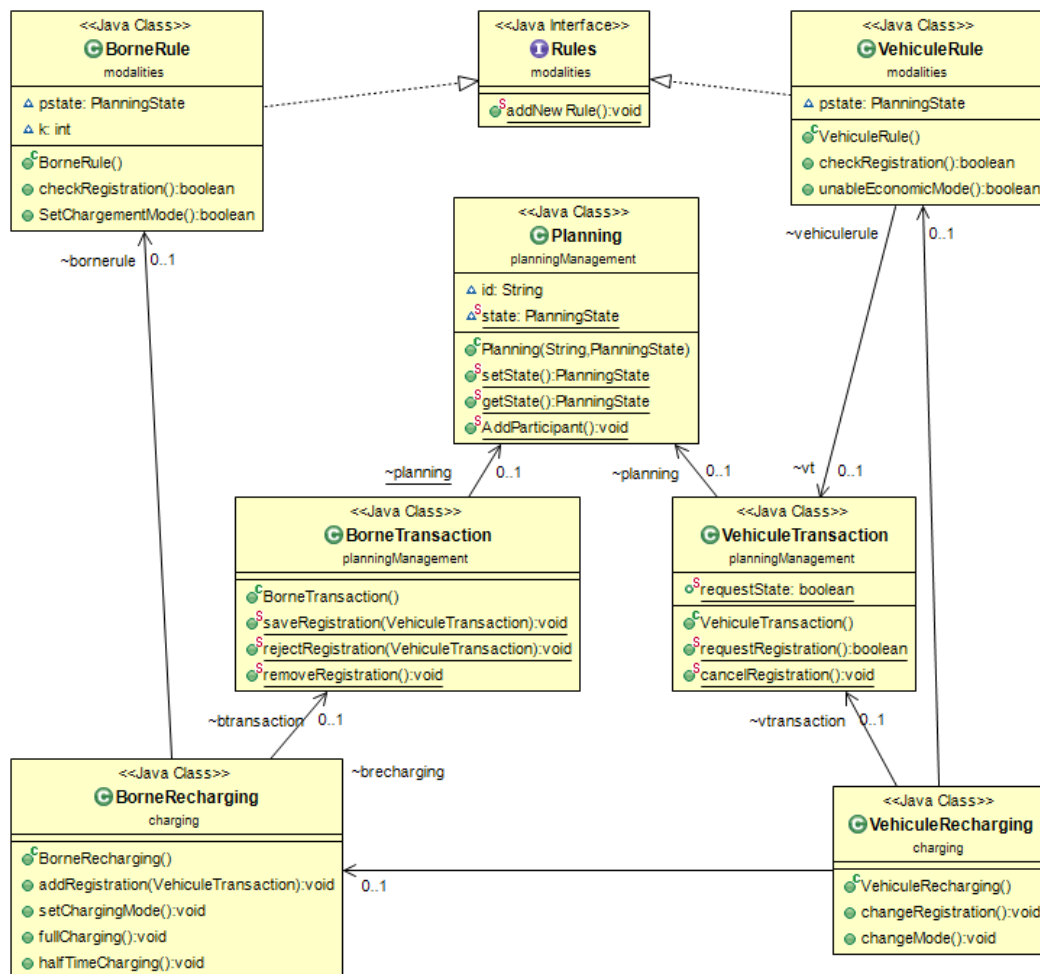 <<Java Class>>
BorneRule
modalities
pstate: PlanningState
k: int
BorneRule()
checkRegistration():boolean
SetChargementMode():boolean
<<Java Interface>>
Rules
modalities
addNew Rule():void
<<Java Class>>
VehiculeRule
modalities
pstate: PlanningState
VehiculeRule()
checkRegistration():boolean
unableEconomicMode():boolean
~bornerule 0..1
<<Java Class>>
Planning
planningManagement
id: String
state: PlanningState
Planning(String,PlanningState)
setState():PlanningState
getState():PlanningState
AddParticipant():void
~vehiculerule 0..1
~planning 0..1
~planning 0..1
~vt 0..1
<<Java Class>>
BorneTransaction
planningManagement
BorneTransaction()
saveRegistration(VehiculeTransaction):void
rejectRegistration(VehiculeTransaction):void
removeRegistration():void
<<Java Class>>
VehiculeTransaction
planningManagement
requestState: boolean
VehiculeTransaction()
requestRegistration():boolean
cancelRegistration():void
~btransaction 0..1
~vtransaction 0..1
~brecharging
<<Java Class>>
BorneRecharging
charging
BorneRecharging()
addRegistration(VehiculeTransaction):void
setChargingMode():void
fullCharging():void
halfTimeCharging():void
0..1
<<Java Class>>
VehiculeRecharging
charging
VehiculeRecharging()
changeRegistration():void
changeMode():void